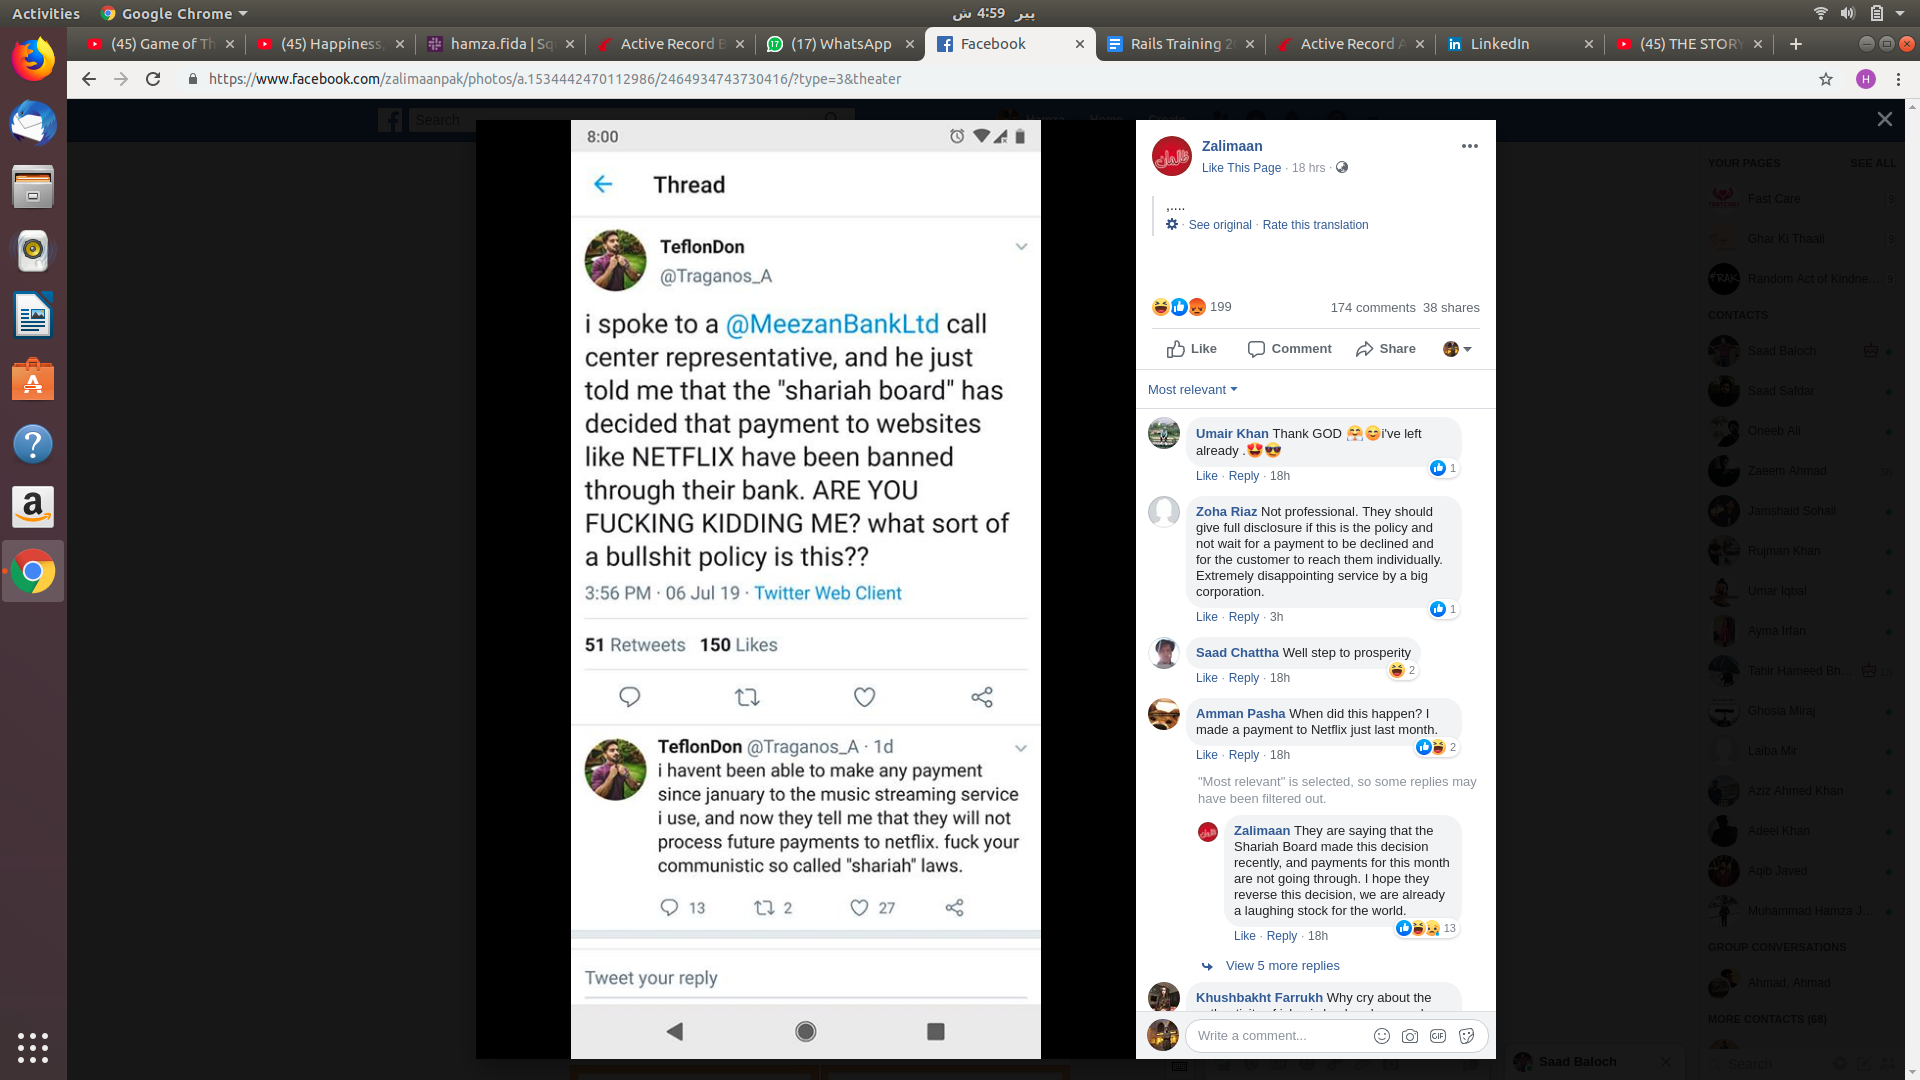 Activities
Google Chrome
پیر 4:59 ش
(45) Game of Th
(45) Happiness
hamza.fida | Sq
Active Record B
(17) WhatsApp
Facebook
Rails Training 2
Active Record A
LinkedIn
(45) THE STORY
https://www.facebook.com/zalimaanpak/photos/a.1534442470112986/2464934743730416/?type=3&theater
H
Search
Home
8:00
Thread
TeflonDon
@Traganos_A
i spoke to a @MeezanBankLtd call
center representative, and he just
told me that the "shariah board" has
decided that payment to websites
like NETFLIX have been banned
through their bank. ARE YOU
FUCKING KIDDING ME? what sort of
a bullshit policy is this??
3:56 PM · 06 Jul 19 · Twitter Web Client
51 Retweets 150 Likes
TeflonDon @Traganos_A · 1d
i havent been able to make any payment
since january to the music streaming service
i use, and now they tell me that they will not
process future payments to netflix. fuck your
communistic so called "shariah" laws.
13 2 27
Tweet your reply
Zalimaan
Like This Page · 18 hrs ·
,....
· See original · Rate this translation
199
174 comments 38 shares
Like Comment Share
Most relevant
Umair Khan Thank GOD 🤗😊i've left
already .😍😎
1
Like · Reply · 18h
Zoha Riaz Not professional. They should
give full disclosure if this is the policy and
not wait for a payment to be declined and
for the customer to reach them individually.
Extremely disappointing service by a big
corporation.
1
Like · Reply · 3h
Saad Chattha Well step to prosperity
2
Like · Reply · 18h
Amman Pasha When did this happen? I
made a payment to Netflix just last month.
2
Like · Reply · 18h
"Most relevant" is selected, so some replies may
have been filtered out.
Zalimaan They are saying that the
Shariah Board made this decision
recently, and payments for this month
are not going through. I hope they
reverse this decision, we are already
a laughing stock for the world.
13
Like · Reply · 18h
View 5 more replies
Khushbakht Farrukh Why cry about the
Write a comment...
GIF
YOUR PAGES SEE ALL
Fast Care
Ghar Ki Thaali
Random Act of Kindne...
CONTACTS
Saad Baloch
Saad Safdar
Oneeb Ali
Zaeem Ahmad
Jamshaid Sohail
Rujman Khan
Umar Iqbal
Ayma Irfan
Tahir Hameed Bh...
Ghosia Miraj
Laiba Mir
Aziz Ahmed Khan
Adeel Khan
Aqib Javed
Muhammad Hamza J...
GROUP CONVERSATIONS
Ahmad, Ahmad
MORE CONTACTS (68)
Saad Baloch
Search